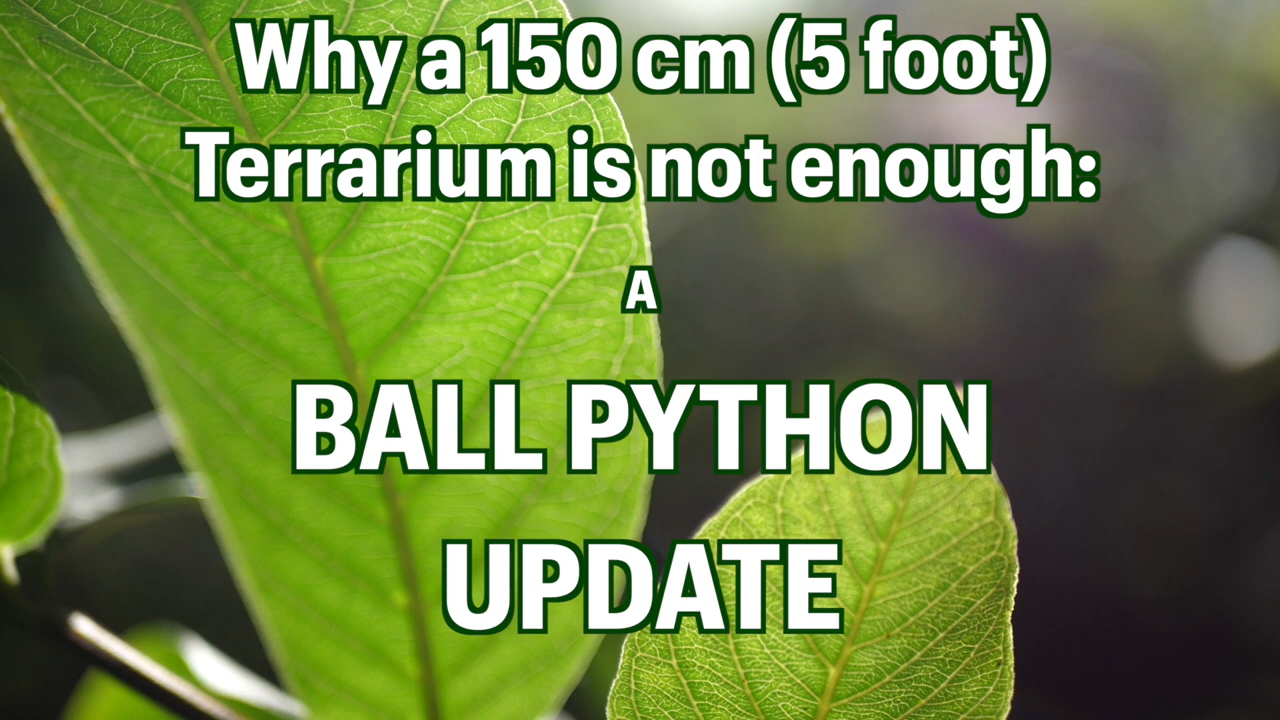 Why a 150 cm (5 foot)
Terrarium is not enough:
A
BALL PYTHON
UPDATE